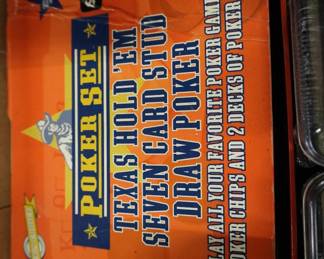 POKER SET
TEXAS HOLD 'EM
SEVEN CARD STUD
DRAW POKER
PLAY ALL YOUR FAVORITE POKER GAM
POKER CHIPS AND 2 DECKS OF POKER